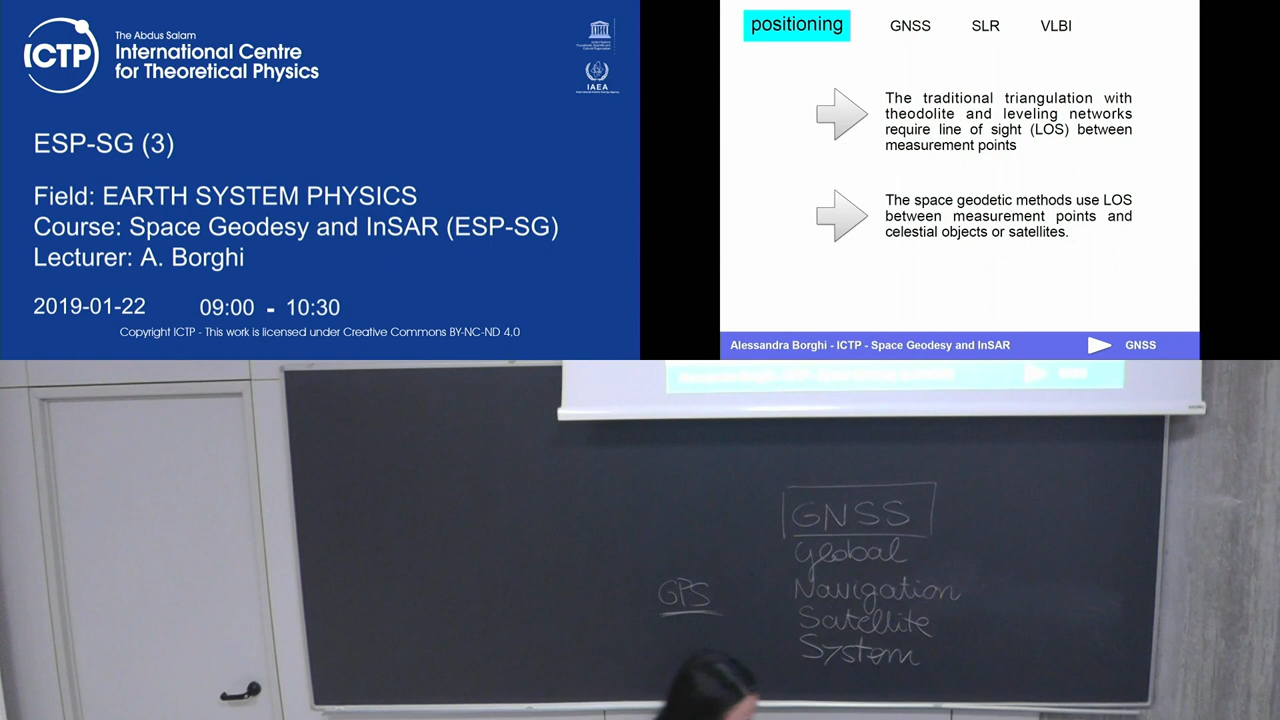 The Abdus Salam
ICTP International Centre
for Theoretical Physics
IAEA
ESP-SG (3)
Field: EARTH SYSTEM PHYSICS
Course: Space Geodesy and InSAR (ESP-SG)
Lecturer: A. Borghi
2019-01-22 09:00 - 10:30
Copyright ICTP - This work is licensed under Creative Commons BY-NC-ND 4.0
positioning GNSS SLR VLBI
The traditional triangulation with
theodolite and leveling networks
require line of sight (LOS) between
measurement points
The space geodetic methods use LOS
between measurement points and
celestial objects or satellites.
Alessandra Borghi - ICTP - Space Geodesy and InSAR GNSS
GNSS
Global
GPS Navigation
Satellite
System